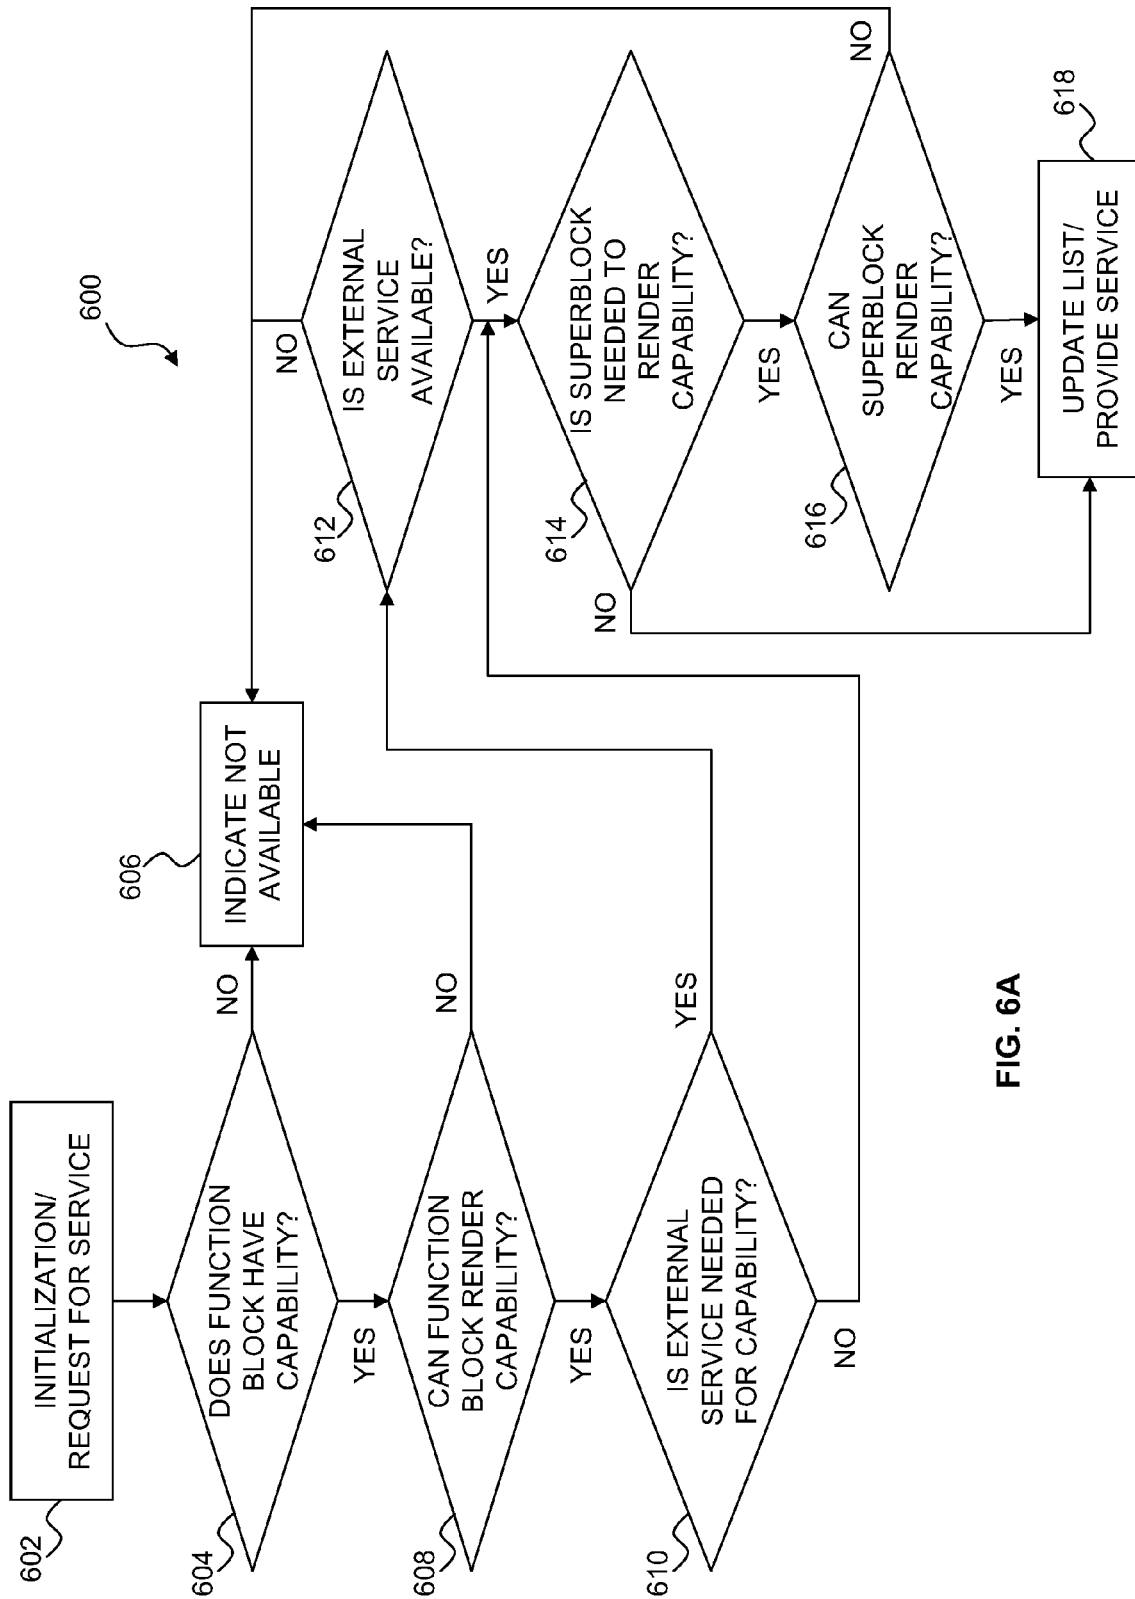 600
602
INITIALIZATION/
REQUEST FOR SERVICE
604
DOES FUNCTION
BLOCK HAVE
CAPABILITY?
NO
YES
606
INDICATE NOT
AVAILABLE
608
CAN FUNCTION
BLOCK RENDER
CAPABILITY?
NO
YES
610
IS EXTERNAL
SERVICE NEEDED
FOR CAPABILITY?
YES
NO
612
IS EXTERNAL
SERVICE
AVAILABLE?
NO
YES
614
IS SUPERBLOCK
NEEDED TO
RENDER
CAPABILITY?
NO
YES
616
CAN
SUPERBLOCK
RENDER
CAPABILITY?
NO
YES
618
UPDATE LIST/
PROVIDE SERVICE
FIG. 6A